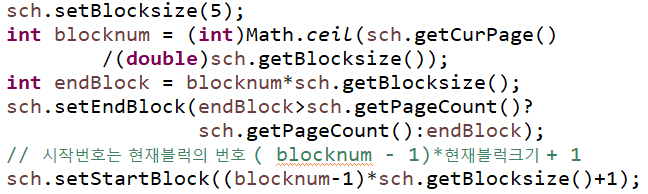 sch.setBlocksize(5);
int blocknum = (int)Math.ceil(sch.getCurPage()
/(double)sch.getBlocksize());
int endBlock = blocknum*sch.getBlocksize();
sch.setEndBlock(endBlock>sch.getPageCount()?
sch.getPageCount():endBlock);
// 시작번호는 현재블럭의 번호 ( blocknum - 1)*현재블럭크기 + 1
sch.setStartBlock((blocknum-1)*sch.getBlocksize()+1);